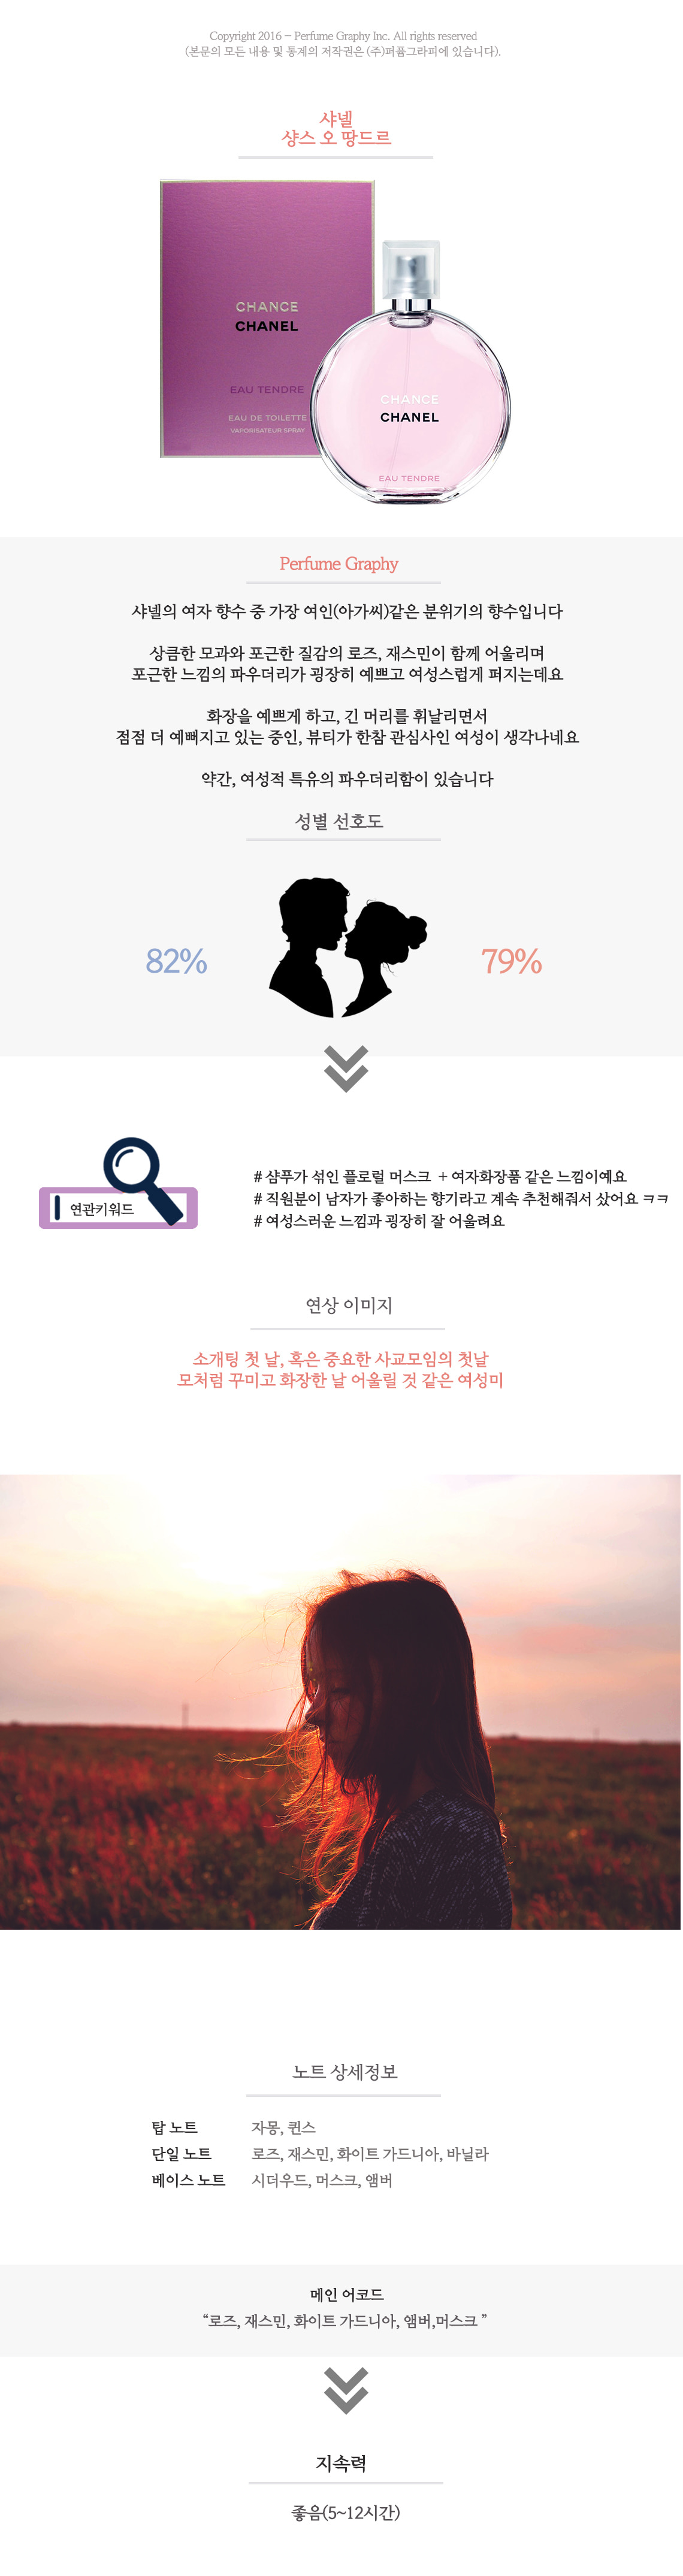 Copyright 2016 - Perfume Graphy Inc. All rights reserved
(본문의 모든 내용 및 통계의 저작권은 (주)퍼퓸그라피에 있습니다).
샤넬
샹스 오 땅드르
CHANCE
CHANEL
EAU TENDRE
EAU DE TOILETTE
VAPORISATEUR SPRAY
CHANCE
CHANEL
EAU TENDRE
Perfume Graphy
샤넬의 여자 향수 중 가장 여인(아가씨)같은 분위기의 향수입니다
상큼한 모과와 포근한 질감의 로즈, 재스민이 함께 어울리며
포근한 느낌의 파우더리가 굉장히 예쁘고 여성스럽게 퍼지는데요
화장을 예쁘게 하고, 긴 머리를 휘날리면서
점점 더 예뻐지고 있는 중인, 뷰티가 한참 관심사인 여성이 생각나네요
약간, 여성적 특유의 파우더리함이 있습니다
성별 선호도
82%
79%
연관키워드
# 샴푸가 섞인 플로럴 머스크 + 여자화장품 같은 느낌이예요
# 직원분이 남자가 좋아하는 향기라고 계속 추천해줘서 샀어요 ㅋㅋ
# 여성스러운 느낌과 굉장히 잘 어울려요
연상 이미지
소개팅 첫 날, 혹은 중요한 사교모임의 첫날
모처럼 꾸미고 화장한 날 어울릴 것 같은 여성미
노트 상세정보
탑 노트 자몽, 퀸스
단일 노트 로즈, 재스민, 화이트 가드니아, 바닐라
베이스 노트 시더우드, 머스크, 앰버
메인 어코드
“로즈, 재스민, 화이트 가드니아, 앰버,머스크 ”
지속력
좋음(5~12시간)